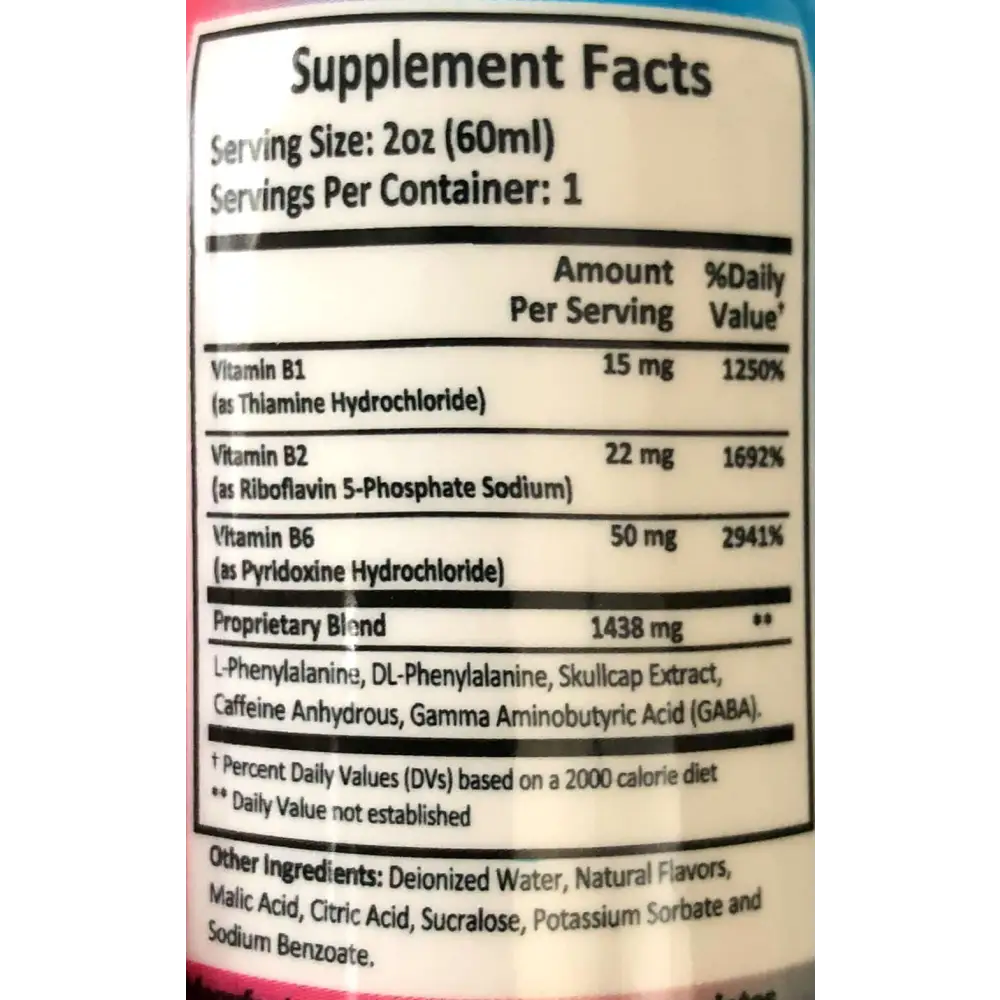 Supplement Facts
Serving Size: 2oz (60ml)
Servings Per Container: 1
Amount Per Serving %Daily Value†
Vitamin B1 15 mg 1250%
(as Thiamine Hydrochloride)
Vitamin B2 22 mg 1692%
(as Riboflavin 5-Phosphate Sodium)
Vitamin B6 50 mg 2941%
(as Pyridoxine Hydrochloride)
Proprietary Blend 1438 mg **
L-Phenylalanine, DL-Phenylalanine, Skullcap Extract,
Caffeine Anhydrous, Gamma Aminobutyric Acid (GABA).
† Percent Daily Values (DVs) based on a 2000 calorie diet
** Daily Value not established
Other Ingredients: Deionized Water, Natural Flavors,
Malic Acid, Citric Acid, Sucralose, Potassium Sorbate and
Sodium Benzoate.